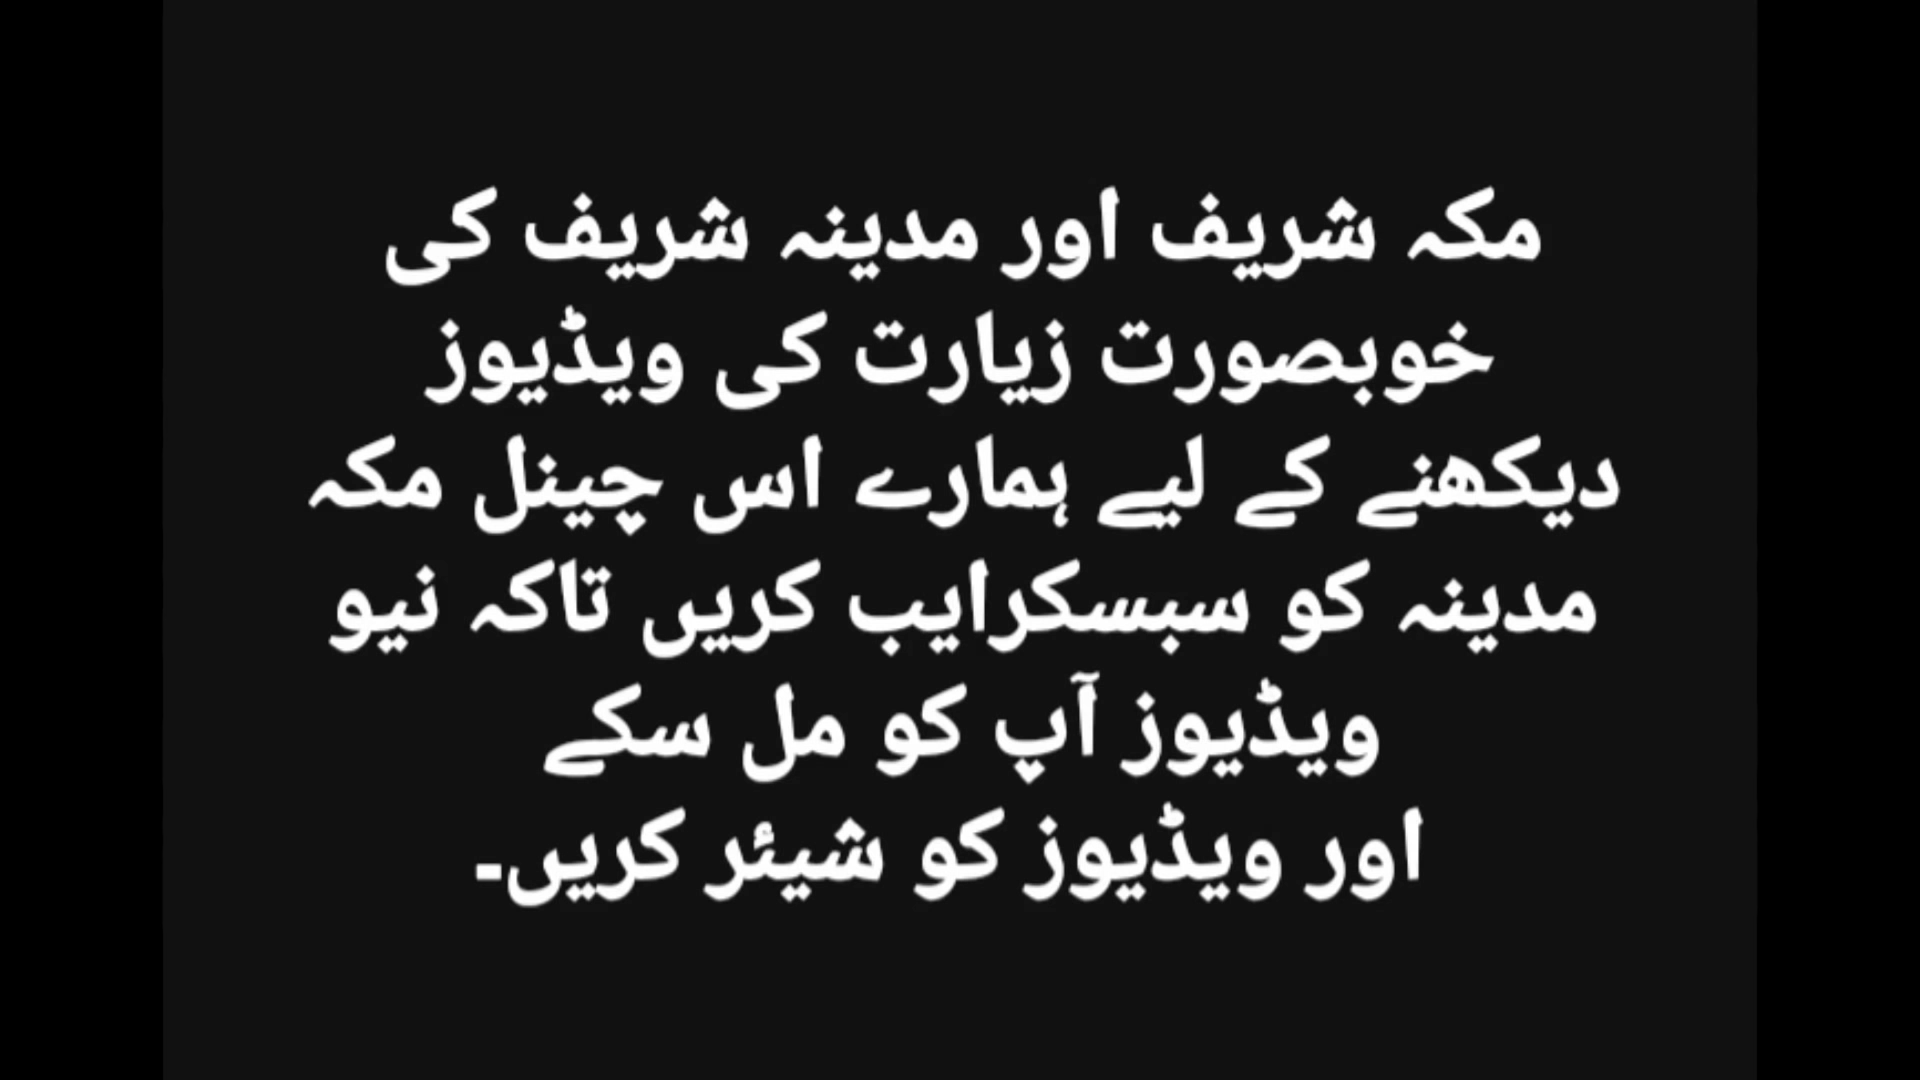 مکہ شریف اور مدینہ شریف کی
خوبصورت زیارت کی ویڈیوز
دیکھنے کے لیے ہمارے اس چینل مکہ
مدینہ کو سبسکرایب کریں تاکہ نیو
ویڈیوز آپ کو مل سکے
اور ویڈیوز کو شیئر کریں۔